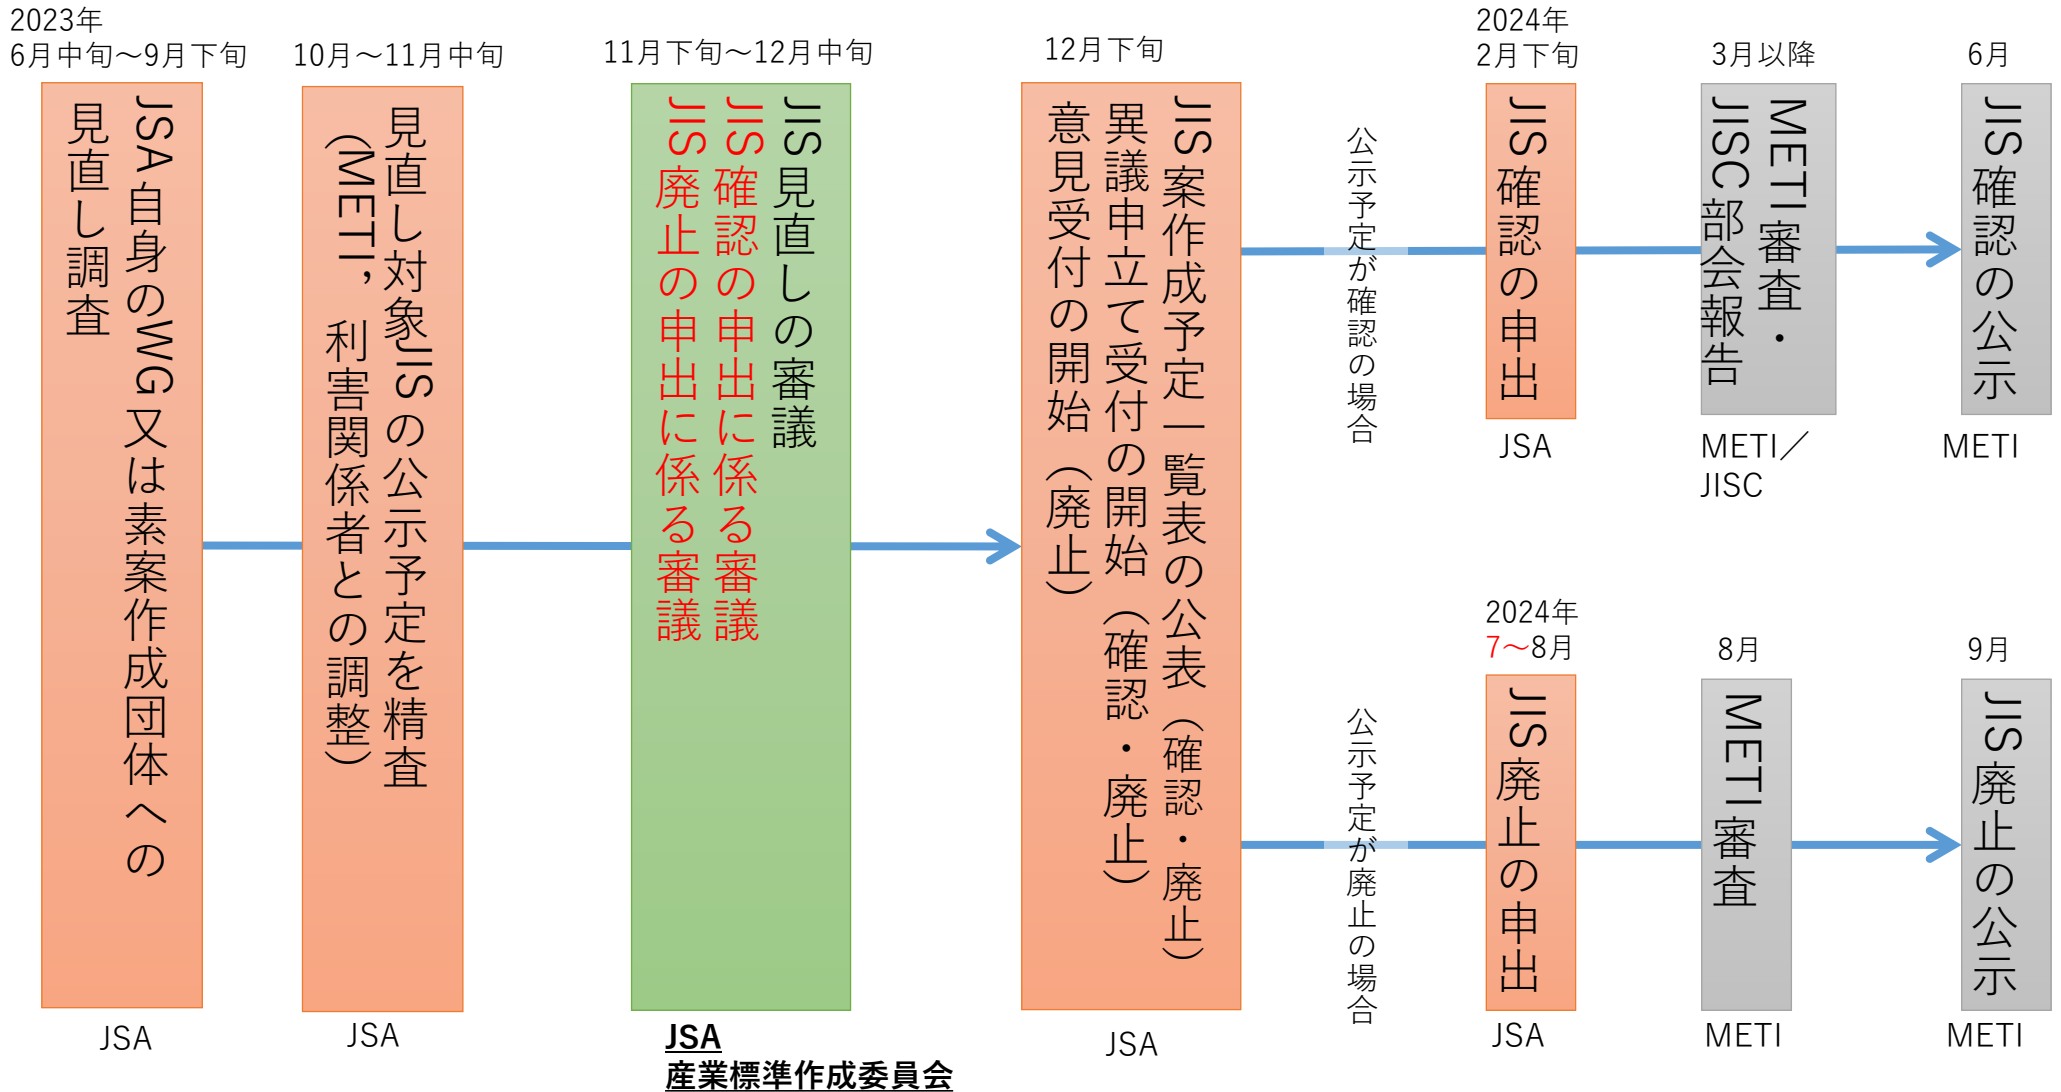 2023年
6月中旬～9月下旬
JSA自身のWG又は素案作成団体への
見直し調査
JSA
10月～11月中旬
見直し対象JISの公示予定を精査
（METI，利害関係者との調整）
JSA
11月下旬～12月中旬
JIS見直しの審議
JIS確認の申出に係る審議
JIS廃止の申出に係る審議
JSA
産業標準作成委員会
12月下旬
JIS案作成予定一覧表の公表（確認・廃止）
異議申立て受付の開始（確認・廃止）
意見受付の開始（廃止）
JSA
公示予定が確認の場合
2024年
2月下旬
JIS確認の申出
JSA
3月以降
METI審査・
JISC部会報告
METI／
JISC
6月
JIS確認の公示
METI
公示予定が廃止の場合
2024年
7～8月
JIS廃止の申出
JSA
8月
METI審査
METI
9月
JIS廃止の公示
METI